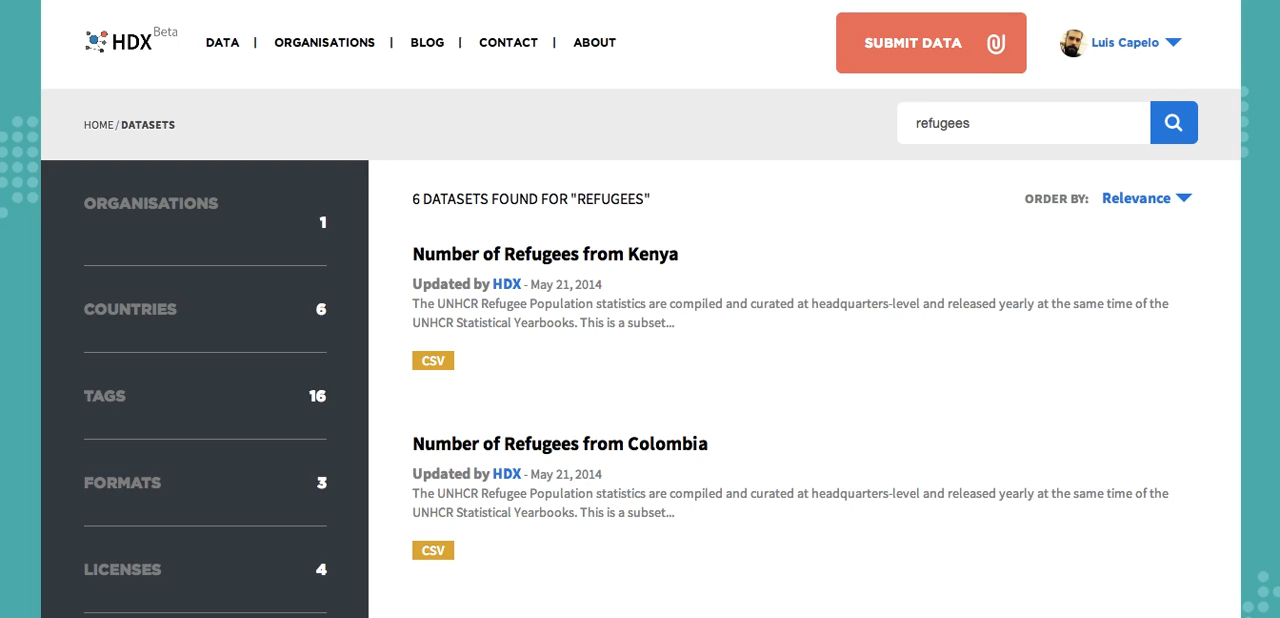 HDX Beta
DATA | ORGANISATIONS | BLOG | CONTACT | ABOUT
SUBMIT DATA
Luis Capelo
HOME / DATASETS
refugees
ORGANISATIONS
1
COUNTRIES 6
TAGS 16
FORMATS 3
LICENSES 4
6 DATASETS FOUND FOR "REFUGEES"
ORDER BY: Relevance
Number of Refugees from Kenya
Updated by HDX - May 21, 2014
The UNHCR Refugee Population statistics are compiled and curated at headquarters-level and released yearly at the same time of the
UNHCR Statistical Yearbooks. This is a subset...
CSV
Number of Refugees from Colombia
Updated by HDX - May 21, 2014
The UNHCR Refugee Population statistics are compiled and curated at headquarters-level and released yearly at the same time of the
UNHCR Statistical Yearbooks. This is a subset...
CSV